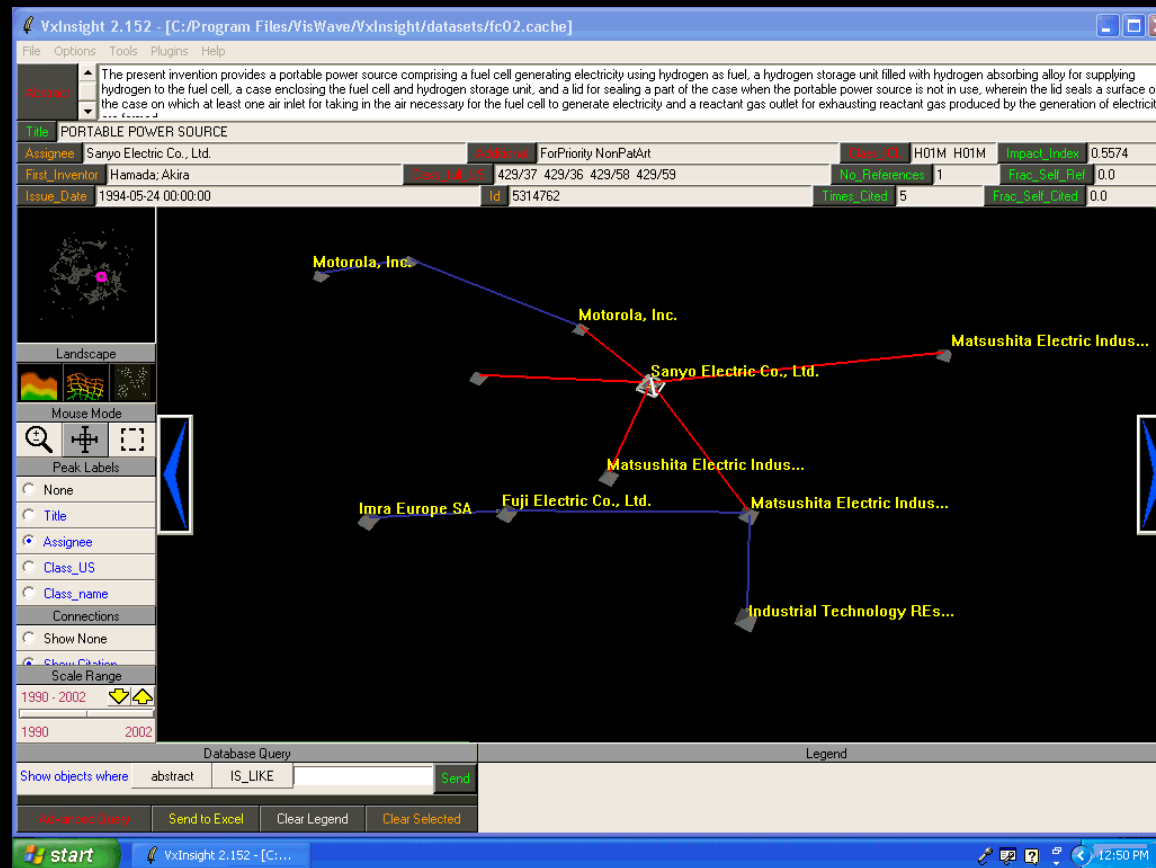 VxInsight 2.152 - [C:/Program Files/VisWave/VxInsight/datasets/fc02.cache]
File Options Tools Plugins Help
Abstract
The present invention provides a portable power source comprising a fuel cell generating electricity using hydrogen as fuel, a hydrogen storage unit filled with hydrogen absorbing alloy for supplying
hydrogen to the fuel cell, a case enclosing the fuel cell and hydrogen storage unit, and a lid for sealing a part of the case when the portable power source is not in use, wherein the lid seals a surface o
the case on which at least one air inlet for taking in the air necessary for the fuel cell to generate electricity and a reactant gas outlet for exhausting reactant gas produced by the generation of electricit
are formed
Title PORTABLE POWER SOURCE
Assignee Sanyo Electric Co., Ltd. Additional ForPriority NonPatArt H01M H01M Impact_Index 0.5574
First_Inventor Hamada; Akira 429/37 429/36 429/58 429/59 No_References 1 Frac_Self_Ref 0.0
Issue_Date 1994-05-24 00:00:00 Id 5314762 Times_Cited 5 Frac_Self_Cited 0.0
Motorola, Inc.
Motorola, Inc.
Matsushita Electric Indus...
Sanyo Electric Co., Ltd.
Matsushita Electric Indus...
Imra Europe SA
Fuji Electric Co., Ltd.
Matsushita Electric Indus...
Industrial Technology REs...
Landscape
Mouse Mode
Peak Labels
None
Title
Assignee
Class_US
Class_name
Connections
Show None
Show Citation
Scale Range
1990 - 2002
1990 2002
Database Query
Legend
Show objects where abstract IS_LIKE Send
Advanced Query Send to Excel Clear Legend Clear Selected
start VxInsight 2.152 - [C:... 12:50 PM